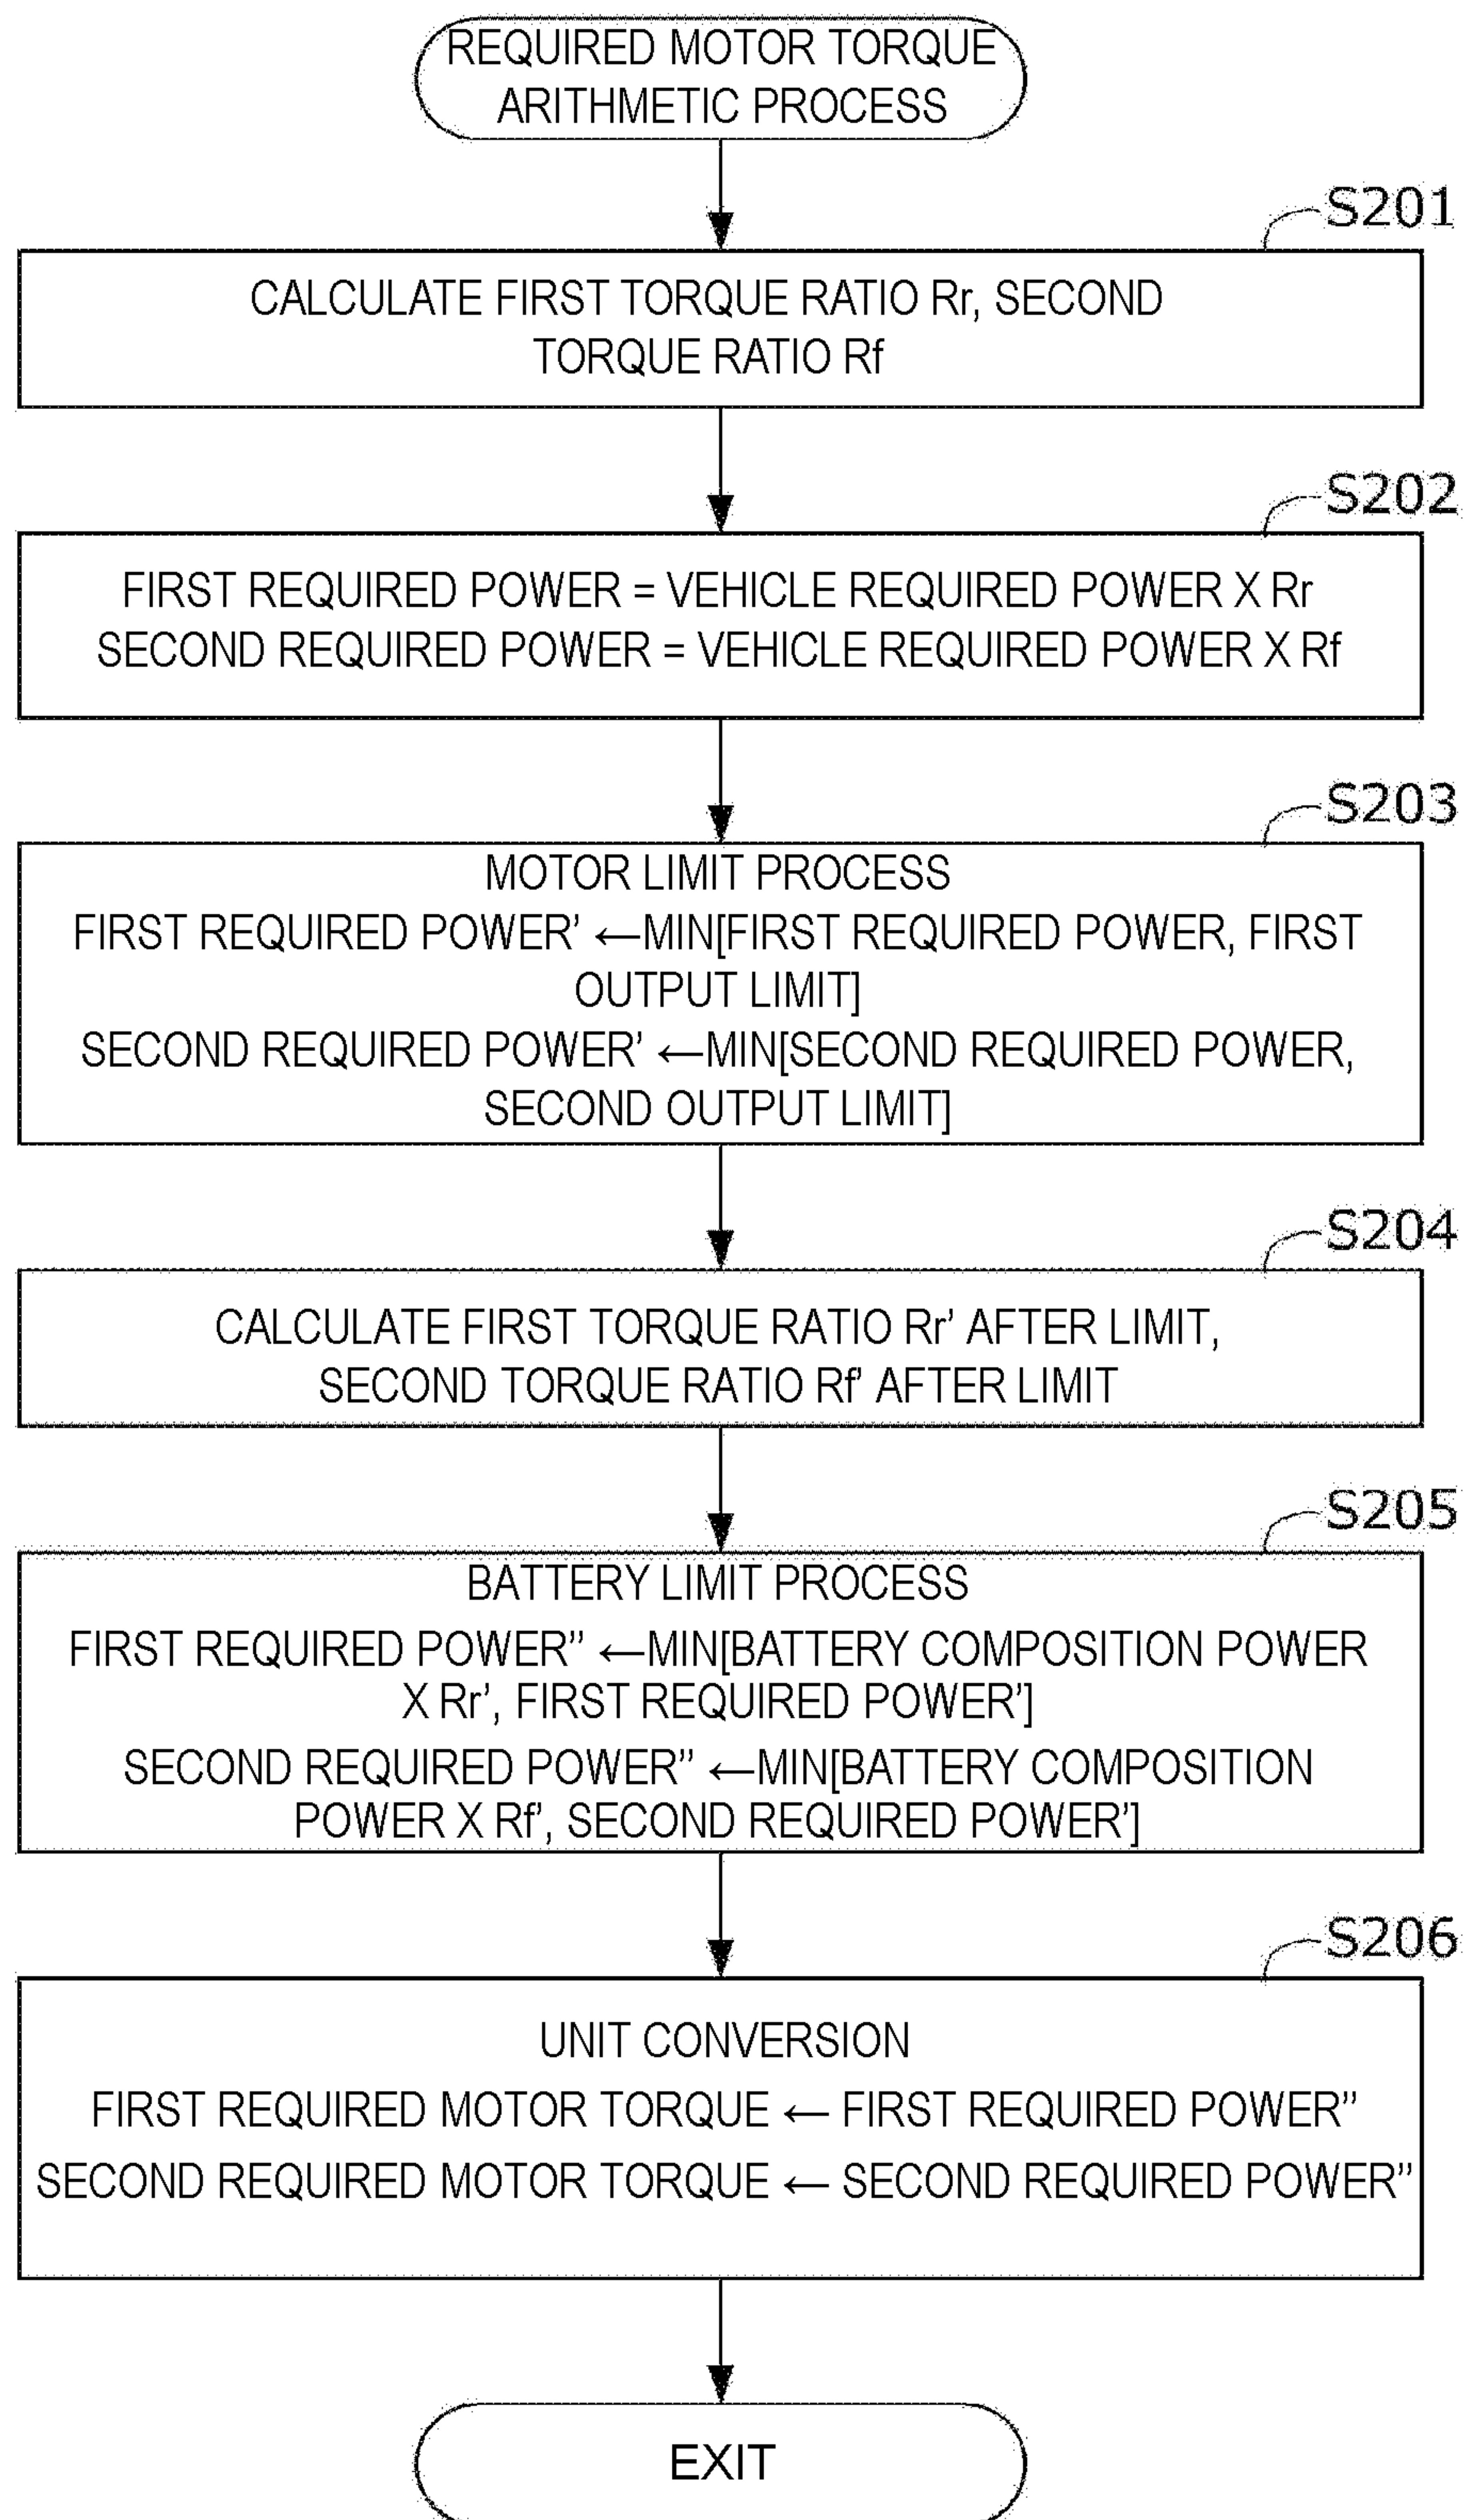 REQUIRED MOTOR TORQUE
ARITHMETIC PROCESS
S201
CALCULATE FIRST TORQUE RATIO Rr, SECOND
TORQUE RATIO Rf
S202
FIRST REQUIRED POWER = VEHICLE REQUIRED POWER X Rr
SECOND REQUIRED POWER = VEHICLE REQUIRED POWER X Rf
S203
MOTOR LIMIT PROCESS
FIRST REQUIRED POWER’ ←MIN[FIRST REQUIRED POWER, FIRST
OUTPUT LIMIT]
SECOND REQUIRED POWER’ ←MIN[SECOND REQUIRED POWER,
SECOND OUTPUT LIMIT]
S204
CALCULATE FIRST TORQUE RATIO Rr’ AFTER LIMIT,
SECOND TORQUE RATIO Rf’ AFTER LIMIT
S205
BATTERY LIMIT PROCESS
FIRST REQUIRED POWER’’ ←MIN[BATTERY COMPOSITION POWER
X Rr’, FIRST REQUIRED POWER’]
SECOND REQUIRED POWER’’ ←MIN[BATTERY COMPOSITION
POWER X Rf’, SECOND REQUIRED POWER’]
S206
UNIT CONVERSION
FIRST REQUIRED MOTOR TORQUE ← FIRST REQUIRED POWER’’
SECOND REQUIRED MOTOR TORQUE ← SECOND REQUIRED POWER’’
EXIT